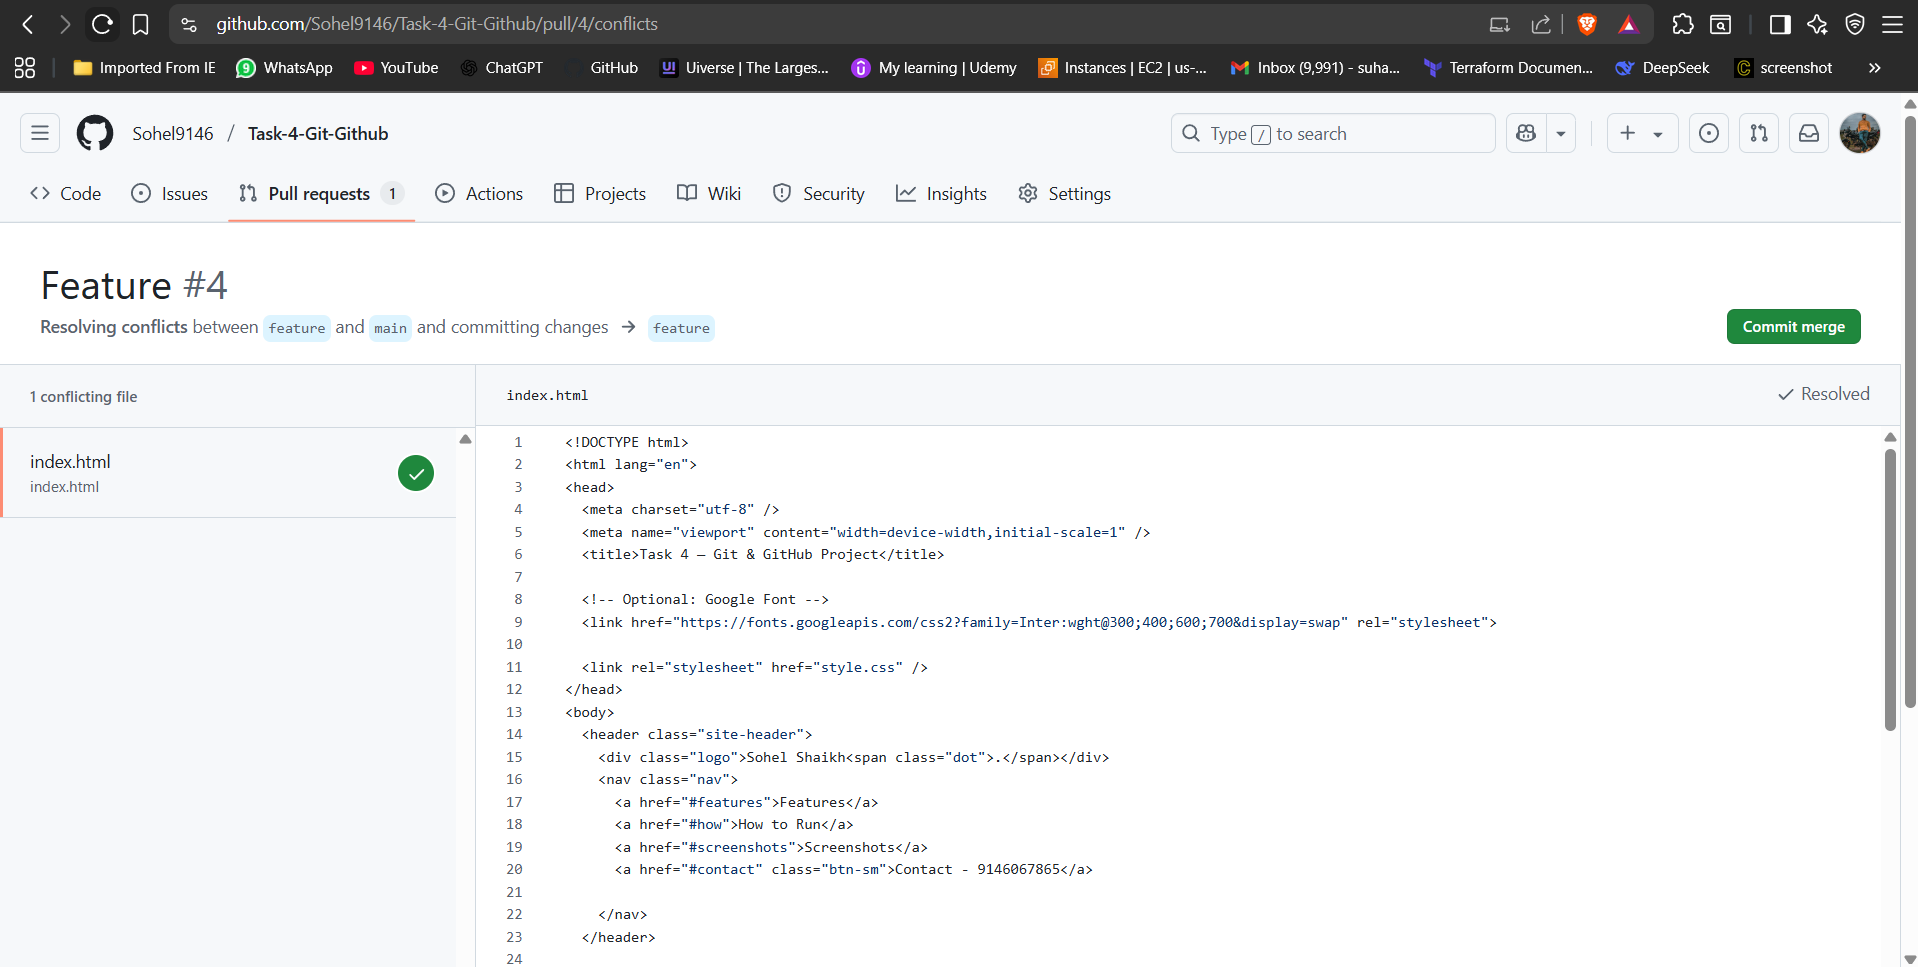 github.com/Sohel9146/Task-4-Git-Github/pull/4/conflicts
Imported From IE
9 WhatsApp
YouTube
ChatGPT
GitHub
UI Uiverse | The Larges...
My learning | Udemy
Instances | EC2 | us-...
Inbox (9,991) - suha...
Terraform Documen...
DeepSeek
C screenshot
»
Sohel9146 / Task-4-Git-Github
Type / to search
Code
Issues
Pull requests 1
Actions
Projects
Wiki
Security
Insights
Settings
Feature #4
Resolving conflicts between feature and main and committing changes → feature
Commit merge
1 conflicting file
index.html
index.html
index.html
Resolved
1 <!DOCTYPE html>
2 <html lang="en">
3 <head>
4 <meta charset="utf-8" />
5 <meta name="viewport" content="width=device-width,initial-scale=1" />
6 <title>Task 4 — Git & GitHub Project</title>
7
8 <!-- Optional: Google Font -->
9 <link href="https://fonts.googleapis.com/css2?family=Inter:wght@300;400;600;700&display=swap" rel="stylesheet">
10
11 <link rel="stylesheet" href="style.css" />
12 </head>
13 <body>
14 <header class="site-header">
15 <div class="logo">Sohel Shaikh<span class="dot">.</span></div>
16 <nav class="nav">
17 <a href="#features">Features</a>
18 <a href="#how">How to Run</a>
19 <a href="#screenshots">Screenshots</a>
20 <a href="#contact" class="btn-sm">Contact - 9146067865</a>
21
22 </nav>
23 </header>
24